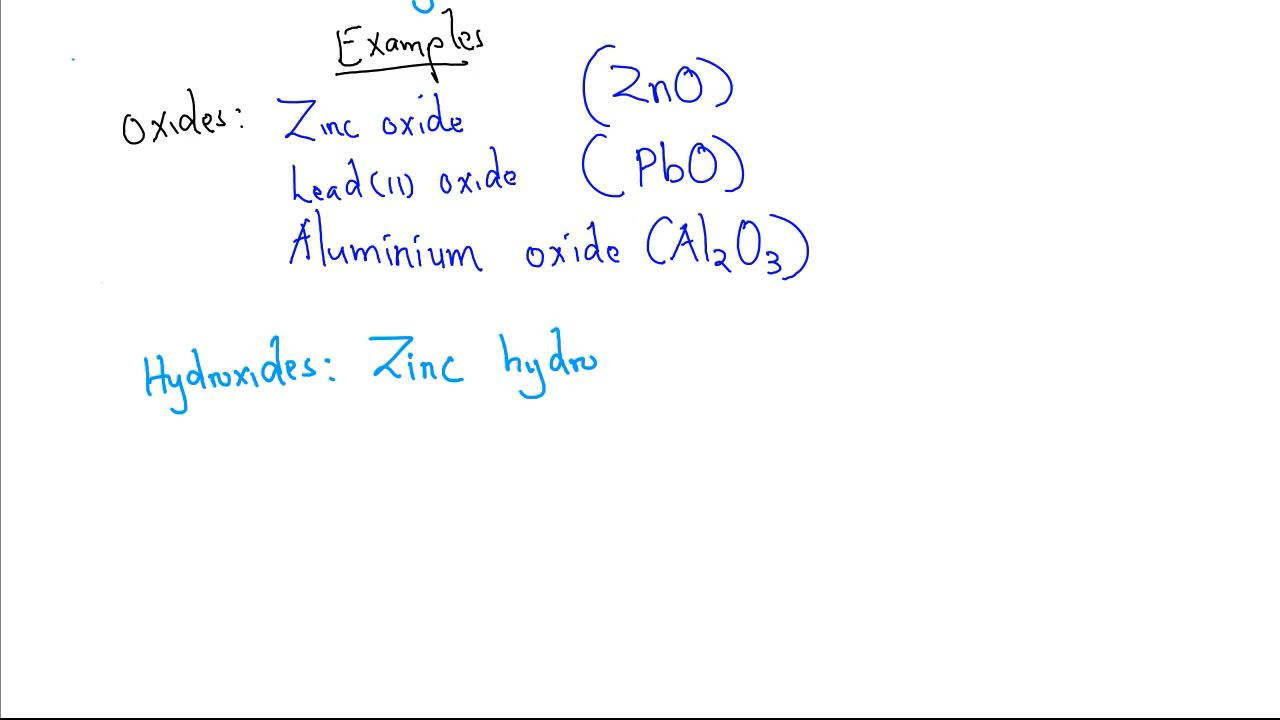 Examples
Oxides: Zinc oxide (ZnO)
Lead(II) oxide (PbO)
Aluminium oxide (Al₂O₃)
Hydroxides: Zinc hydro